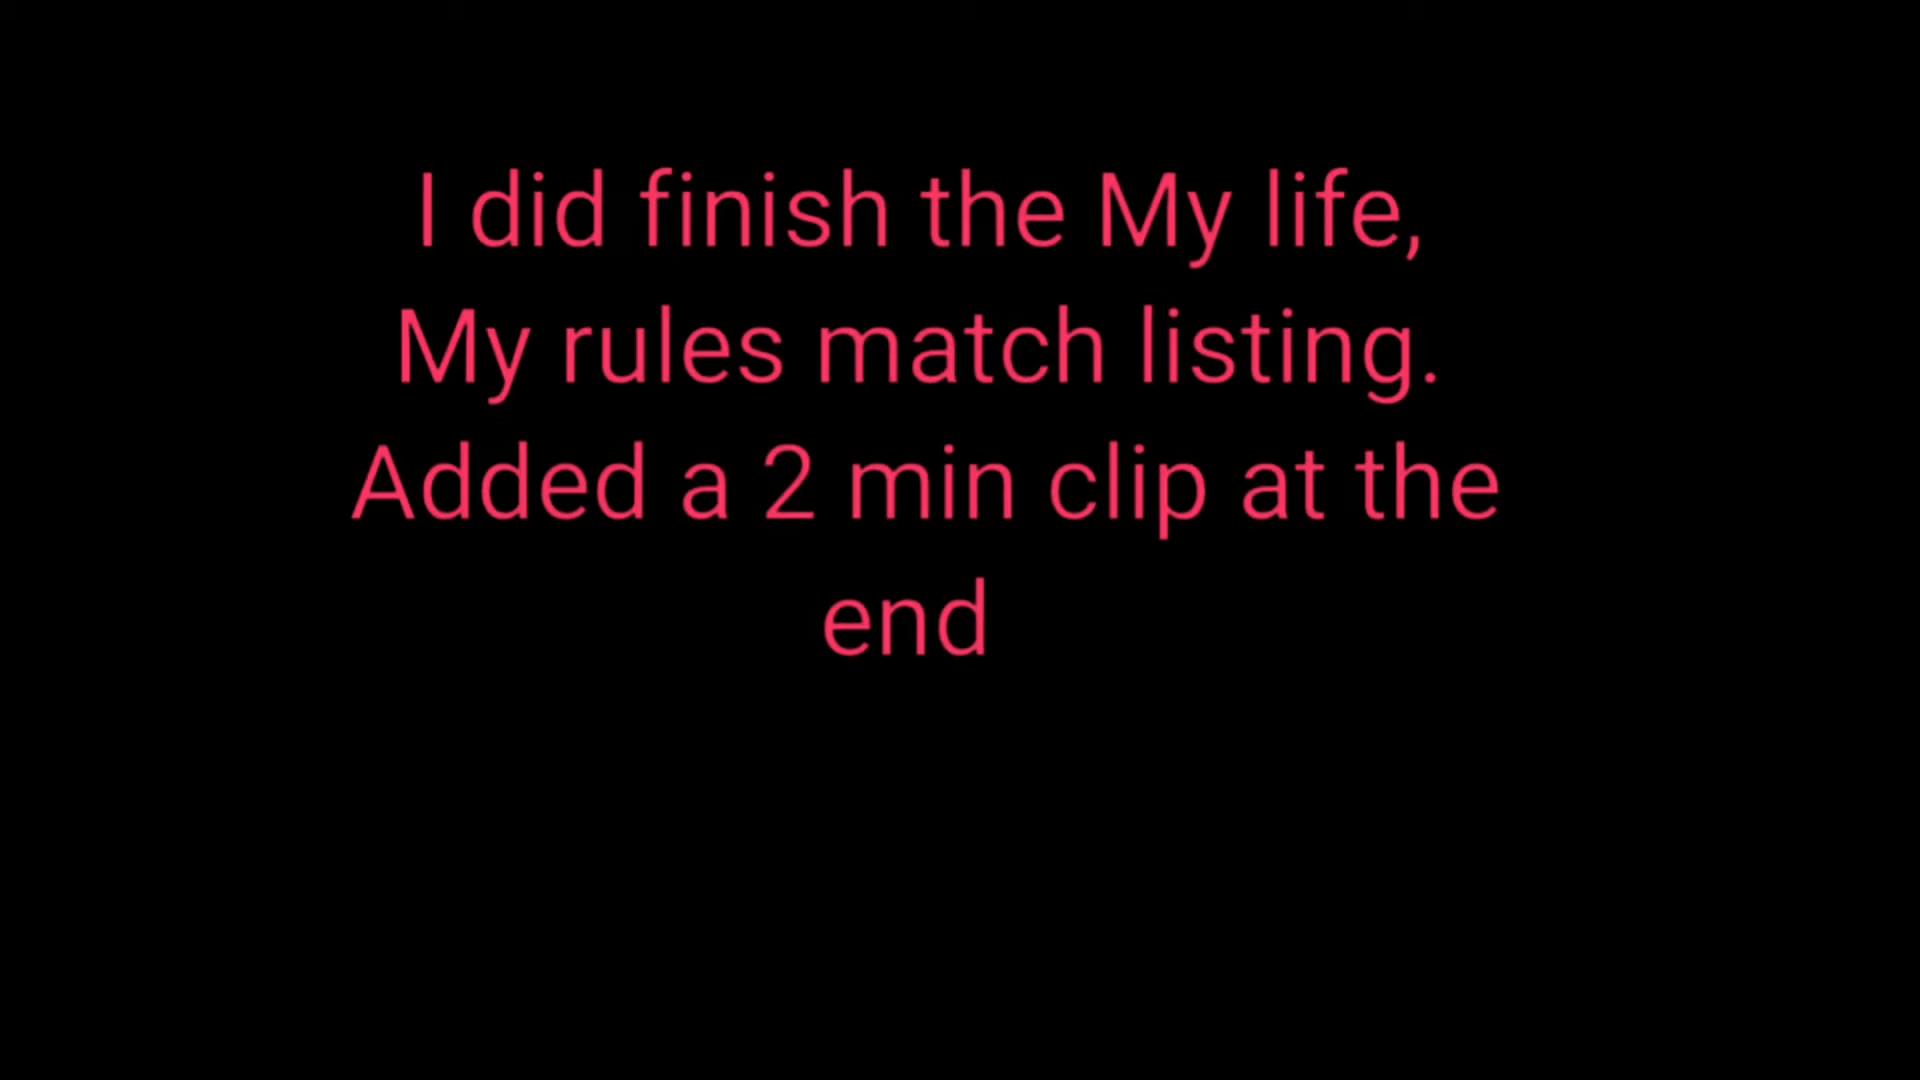 I did finish the My life,
My rules match listing.
Added a 2 min clip at the
end